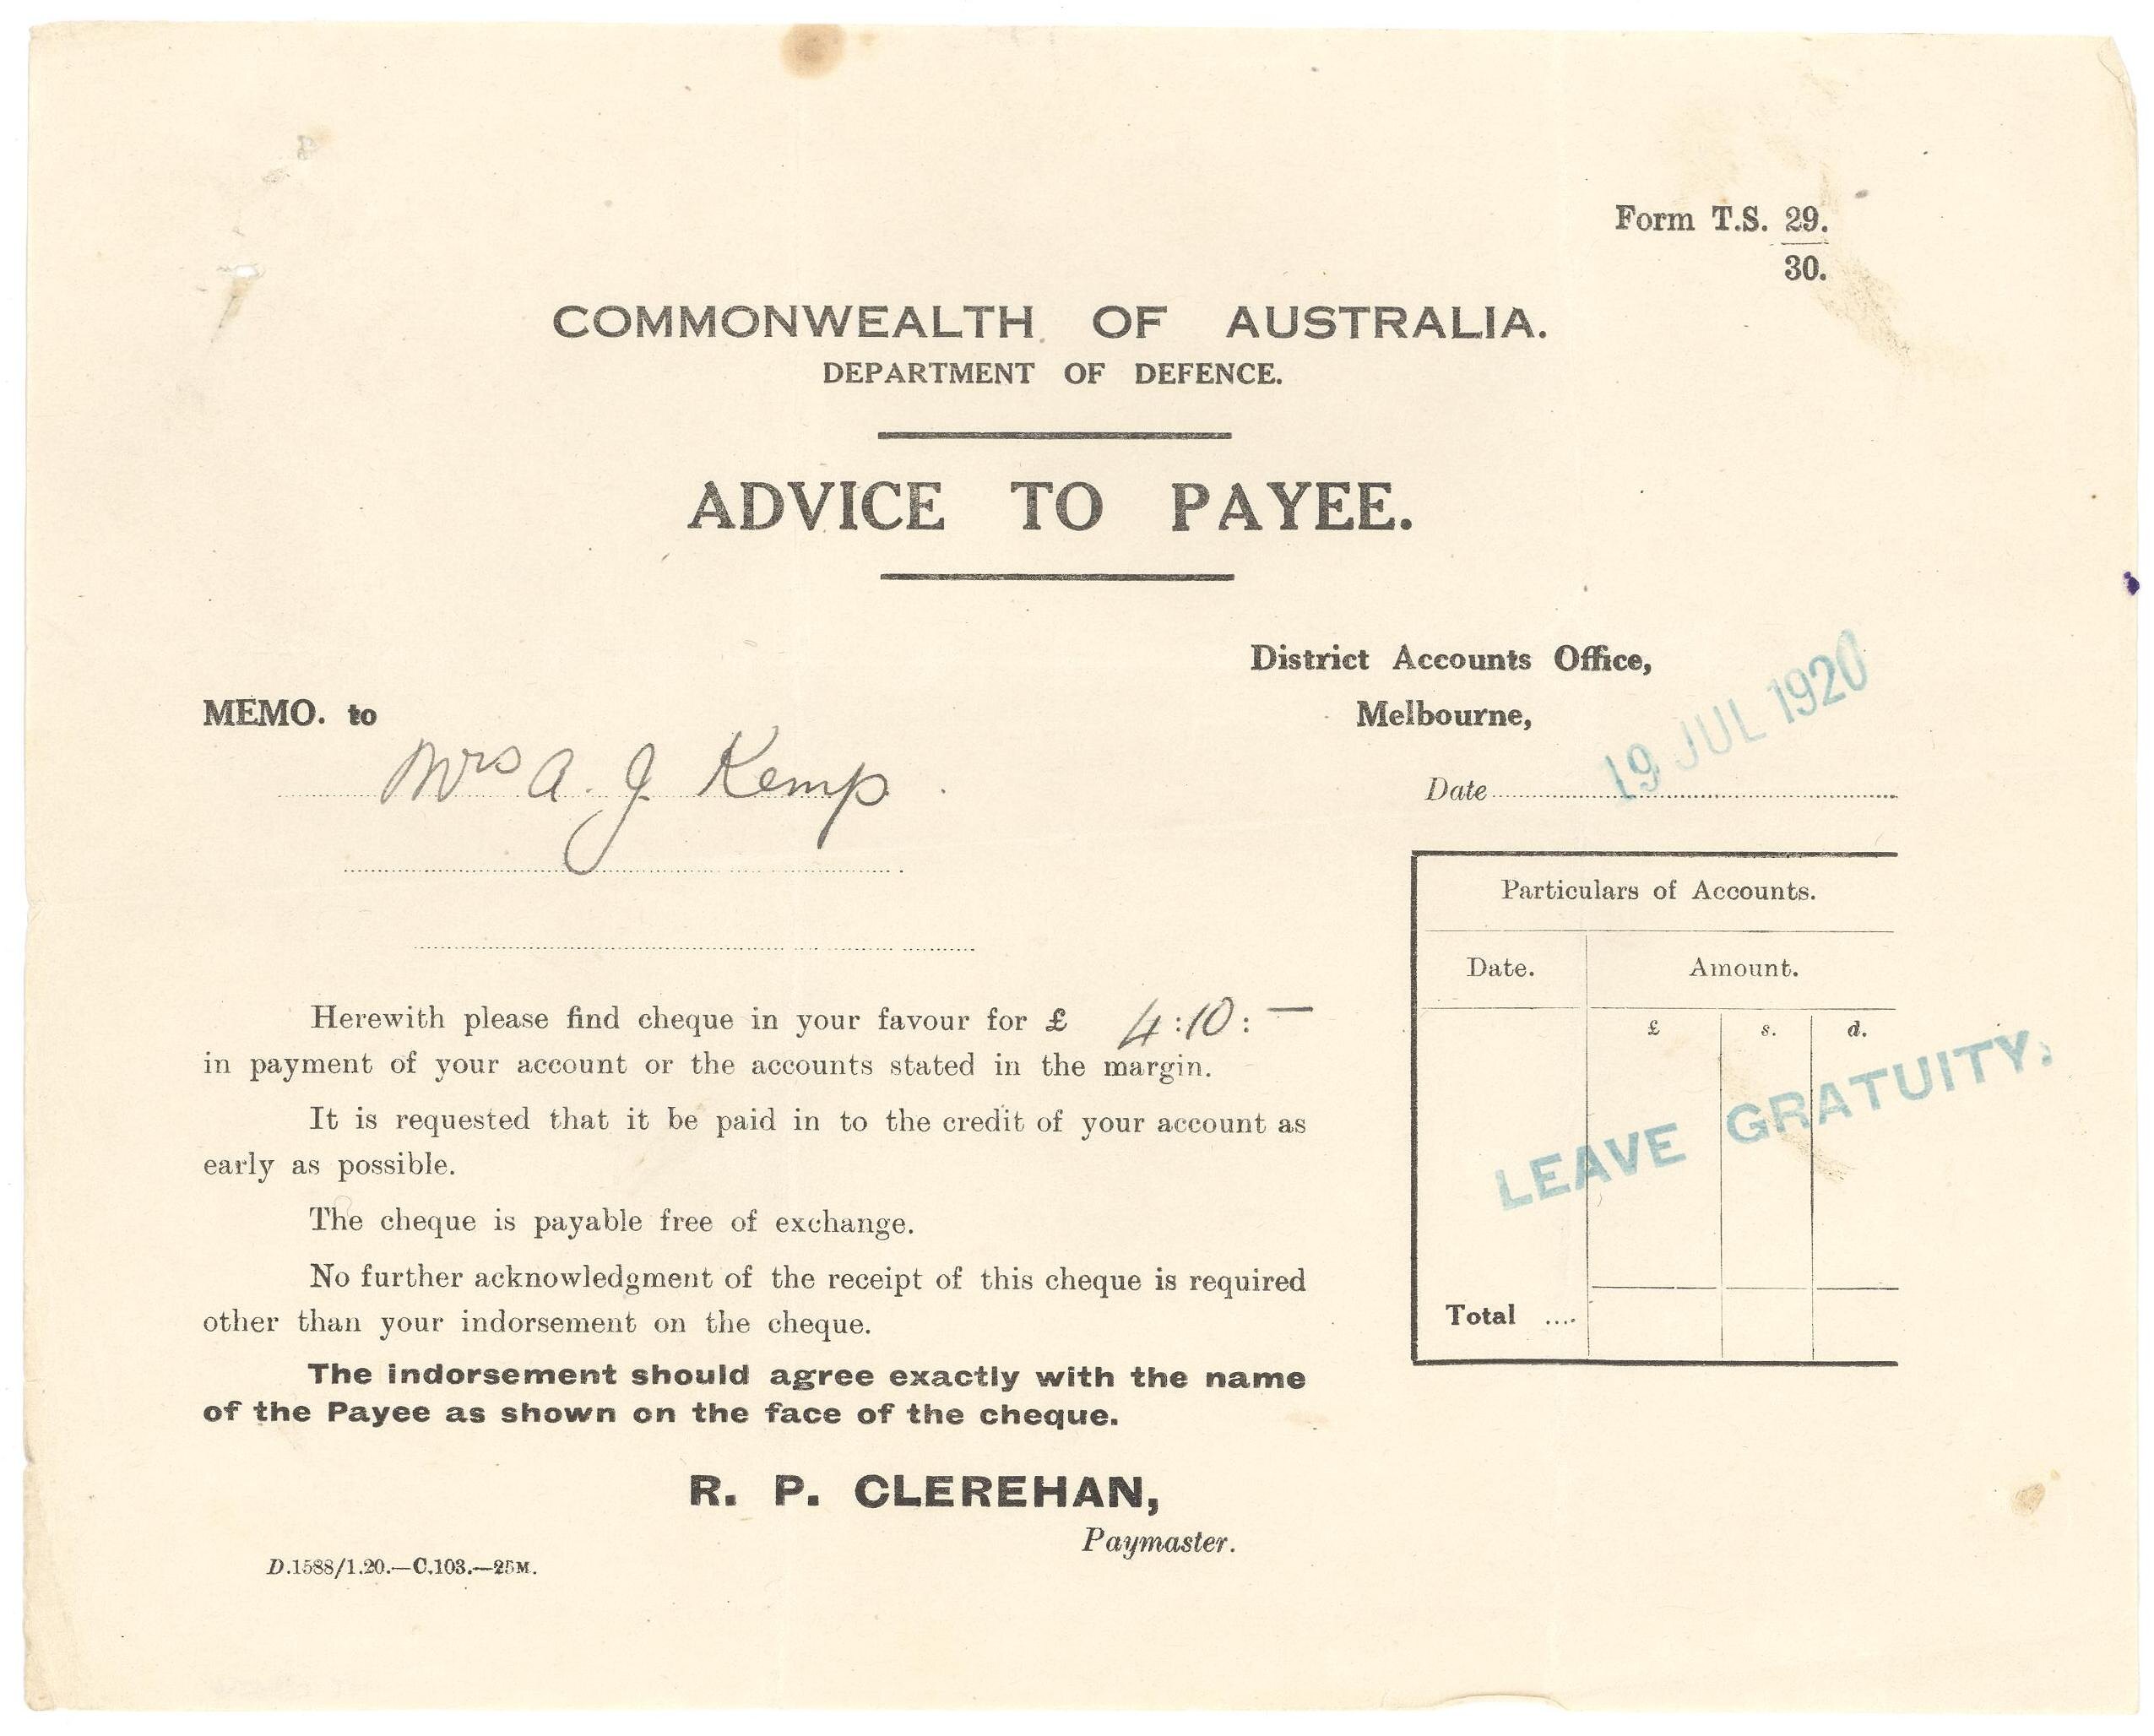 Form T.S. 29.
30.
COMMONWEALTH OF AUSTRALIA.
DEPARTMENT OF DEFENCE.
ADVICE TO PAYEE.
District Accounts Office,
Melbourne,
MEMO. to
Mrs A. J. Kemp
Date 19 JUL 1920
Particulars of Accounts.
Date. Amount.
£ s. d.
LEAVE GRATUITY.
Total ....
Herewith please find cheque in your favour for £ 4:10:—
in payment of your account or the accounts stated in the margin.
It is requested that it be paid in to the credit of your account as
early as possible.
The cheque is payable free of exchange.
No further acknowledgment of the receipt of this cheque is required
other than your indorsement on the cheque.
The indorsement should agree exactly with the name
of the Payee as shown on the face of the cheque.
R. P. CLEREHAN,
Paymaster.
D.1588/1.20.—C.103.—25M.